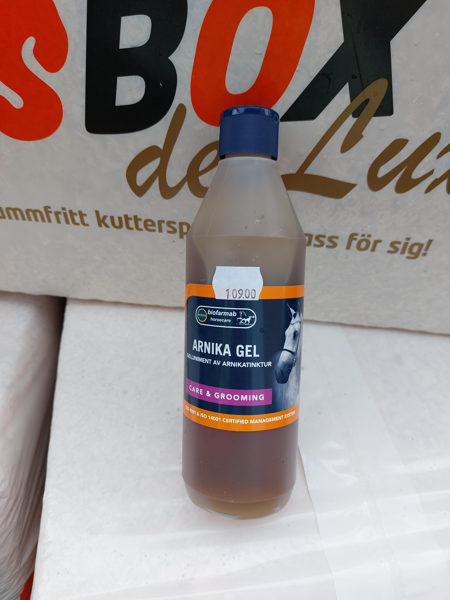 SBOX
de Lux
ammfritt kuttersp
ass för sig!
109.00
biofarmab
horsecare
ARNIKA GEL
AV ARNIKATINKTUR
CARE & GROOMING
& ISO 14001 CERTIFIED MANAGEMENT SYSTEM